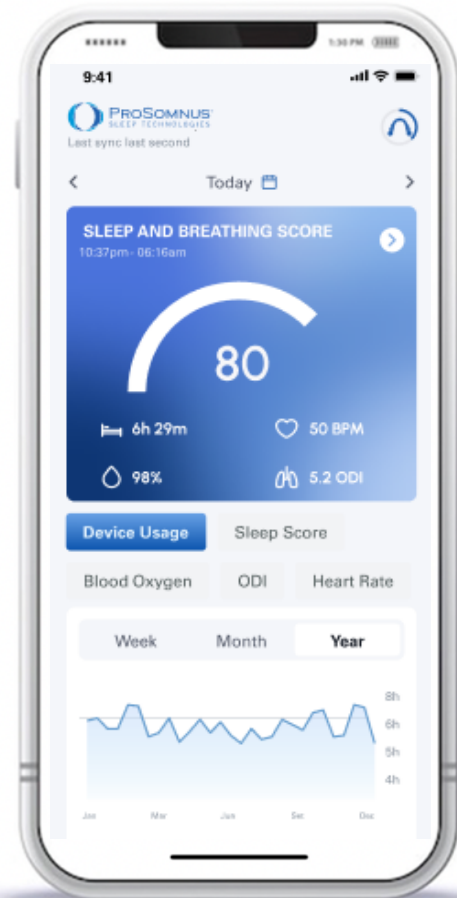 ****** 1:30 PM
9:41
PROSOMNUS
SLEEP TECHNOLOGIES
Last sync last second
Today
SLEEP AND BREATHING SCORE
10:37pm- 06:16am
80
6h 29m 50 BPM
98% 5.2 ODI
Device Usage Sleep Score
Blood Oxygen ODI Heart Rate
Week Month Year
8h
6h
5h
4h
Jan Mar Jun Set Dec